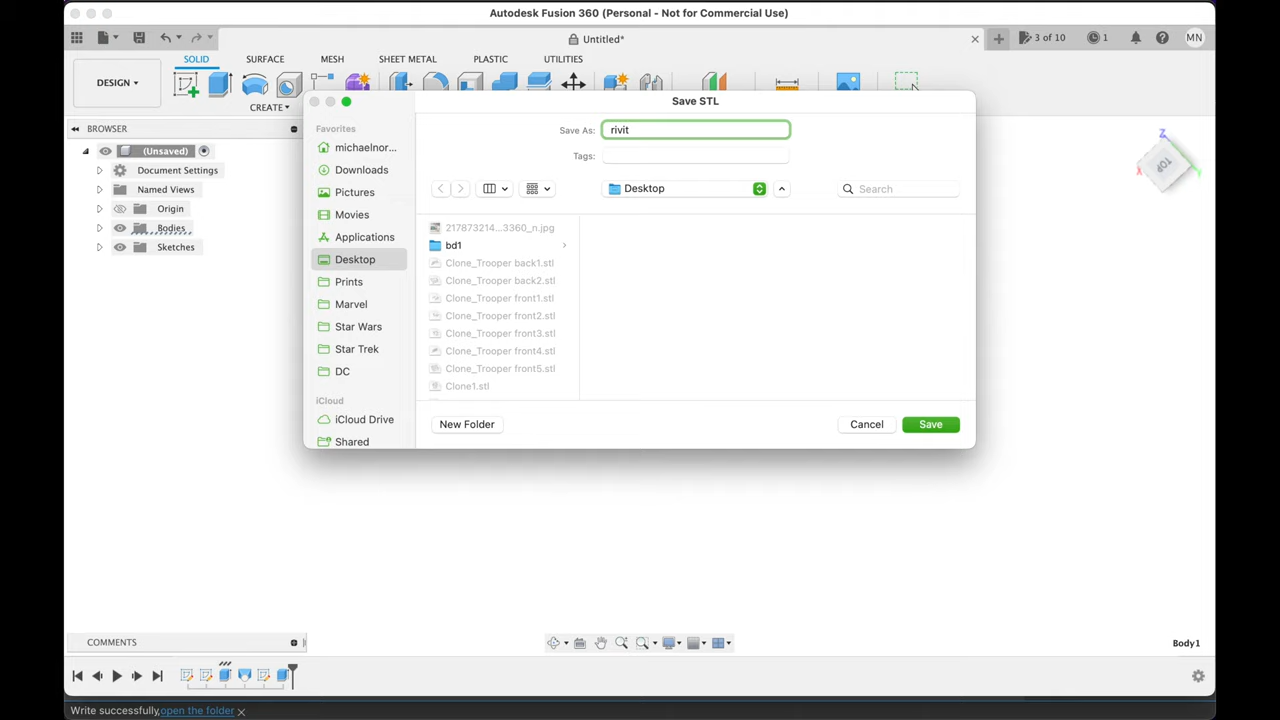 Autodesk Fusion 360 (Personal - Not for Commercial Use)
Untitled*
3 of 10
1
MN
SOLID
SURFACE
MESH
SHEET METAL
PLASTIC
UTILITIES
DESIGN
CREATE
Save STL
BROWSER
Favorites
Save As:
rivit
Tags:
(Unsaved)
michaelnor...
Document Settings
Downloads
Named Views
Pictures
Desktop
Search
Origin
Movies
Bodies
Applications
217873214...3360_n.jpg
Sketches
Desktop
bd1
Clone_Trooper back1.stl
Prints
Clone_Trooper back2.stl
Marvel
Clone_Trooper front1.stl
Star Wars
Clone_Trooper front2.stl
Star Trek
Clone_Trooper front3.stl
DC
Clone_Trooper front4.stl
Clone_Trooper front5.stl
iCloud
Clone1.stl
iCloud Drive
Shared
New Folder
Cancel
Save
TOP
Z
X
Y
COMMENTS
Body1
Write successfully,open the folder